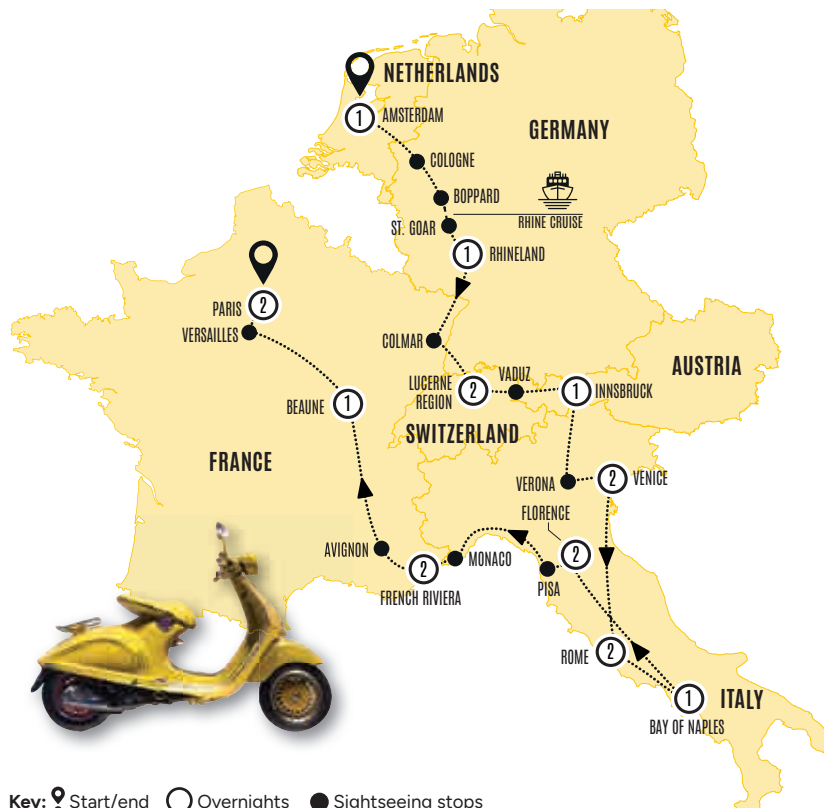 NETHERLANDS
1
AMSTERDAM
GERMANY
COLOGNE
BOPPARD
ST. GOAR
RHINE CRUISE
1
RHINELAND
PARIS
2
VERSAILLES
COLMAR
LUCERNE
REGION
2
VADUZ
1
INNSBRUCK
AUSTRIA
BEAUNE
1
SWITZERLAND
FRANCE
VERONA
2
VENICE
FLORENCE
2
PISA
MONACO
AVIGNON
2
FRENCH RIVIERA
ROME
2
1
BAY OF NAPLES
ITALY
Key: Start/end Overnights Sightseeing stops